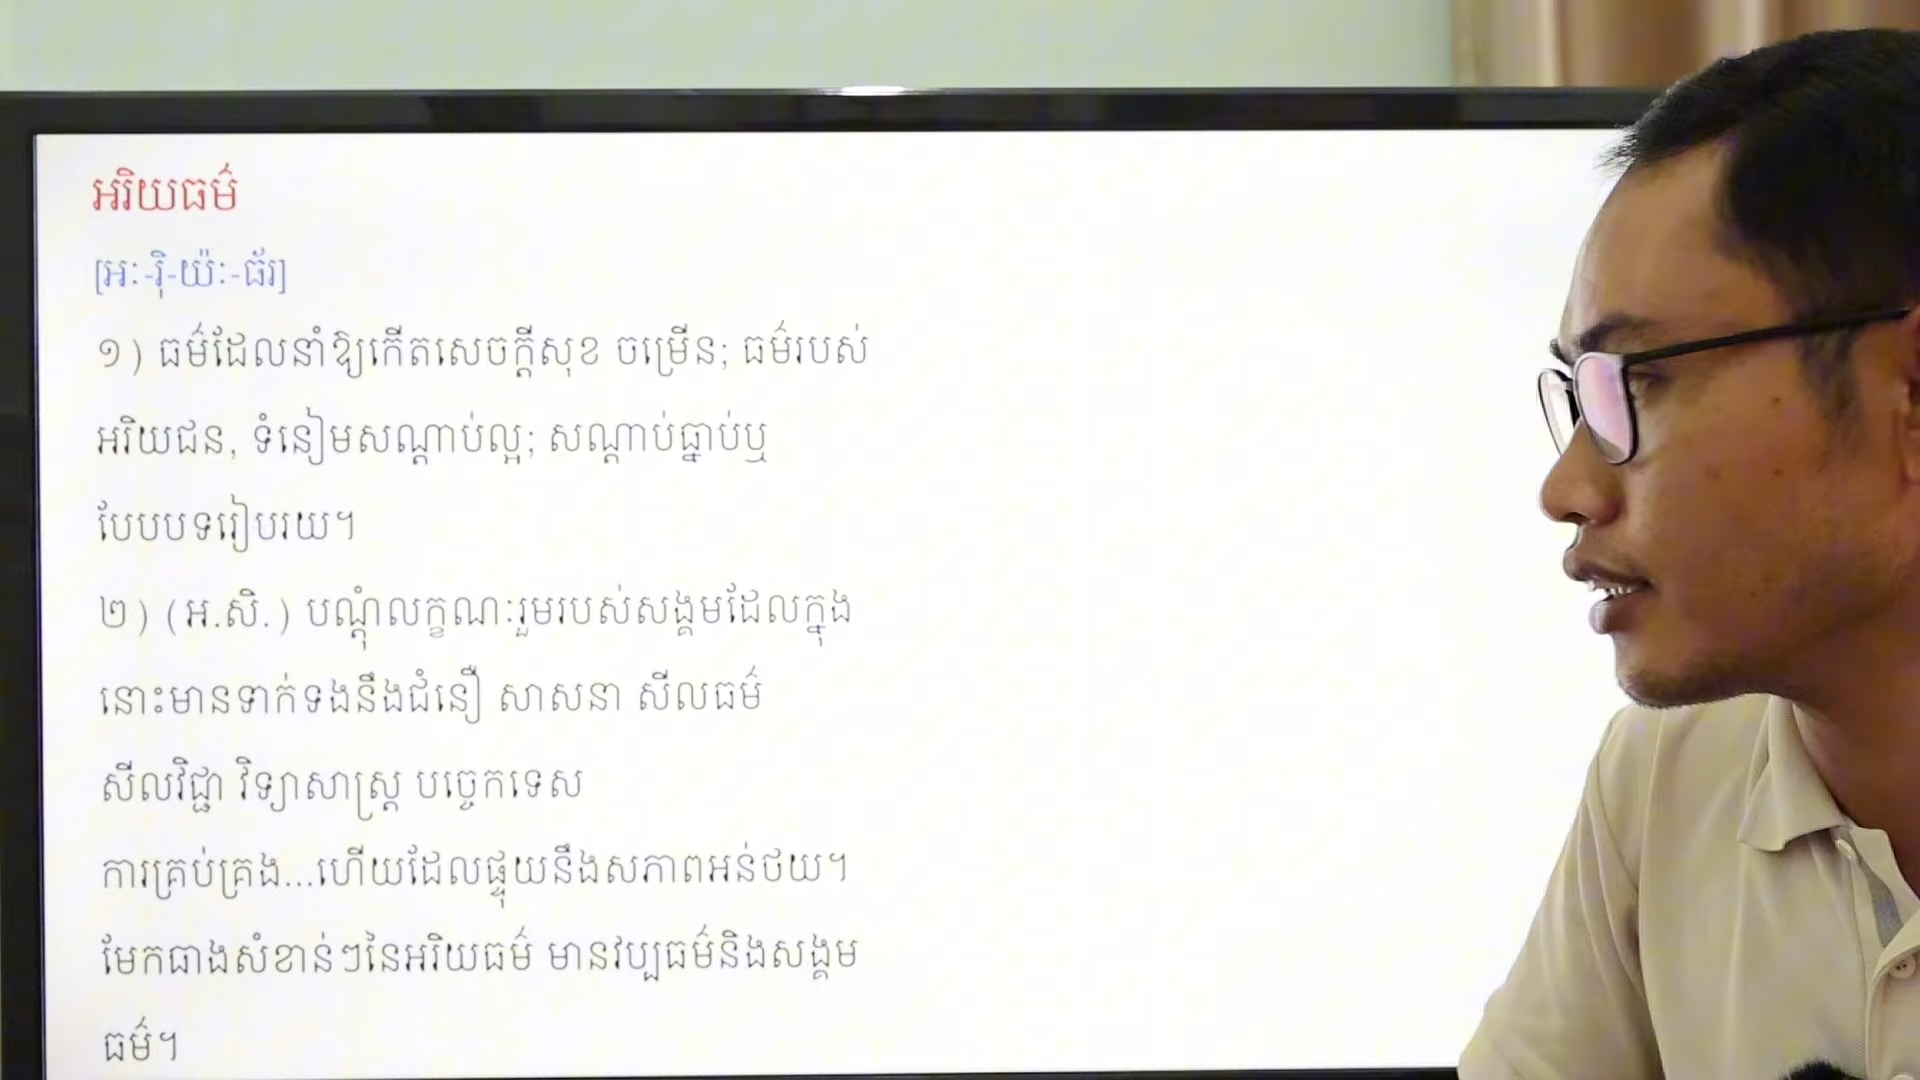 អរិយធម៌
[អៈ-រ៉ិ-យ៉ៈ-ធ័រ]
១) ធម៌ដែលនាំឱ្យកើតសេចក្ដីសុខ ចម្រើន; ធម៌របស់
អរិយជន, ទំនៀមសណ្ដាប់ល្អ; សណ្ដាប់ធ្នាប់ឬ
បែបបទរៀបរយ។
២) (អ.សិ.) បណ្ដុំលក្ខណៈរួមរបស់សង្គមដែលក្នុង
នោះមានទាក់ទងនឹងជំនឿ សាសនា សីលធម៌
សីលវិជ្ជា វិទ្យាសាស្ត្រ បច្ចេកទេស
ការគ្រប់គ្រង...ហើយដែលផ្ទុយនឹងសភាពអន់ថយ។
មែកធាងសំខាន់ៗនៃអរិយធម៌ មានវប្បធម៌និងសង្គម
ធម៌។